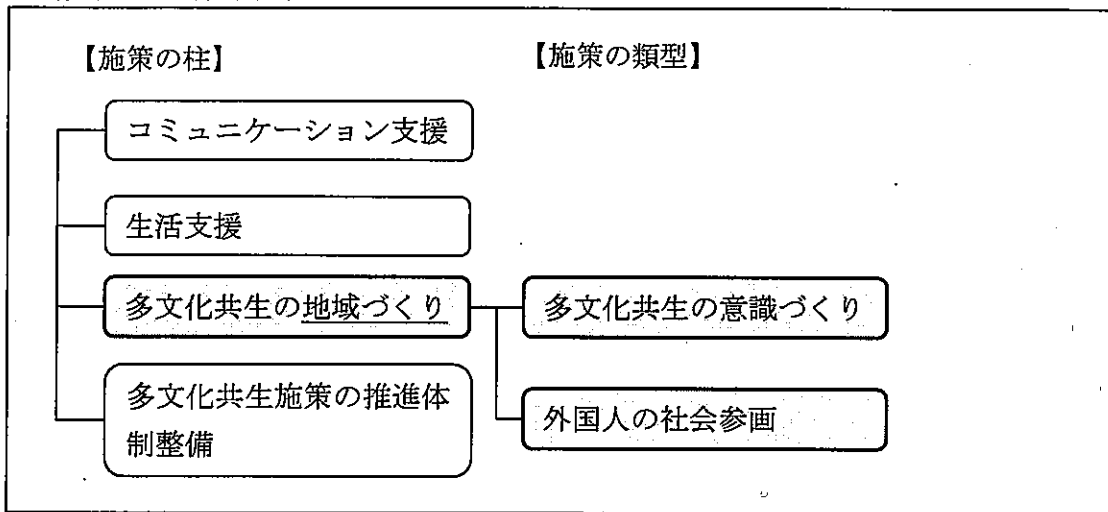 【施策の柱】
【施策の類型】
コミュニケーション支援
生活支援
多文化共生の地域づくり
多文化共生の意識づくり
多文化共生施策の推進体
制整備
外国人の社会参画